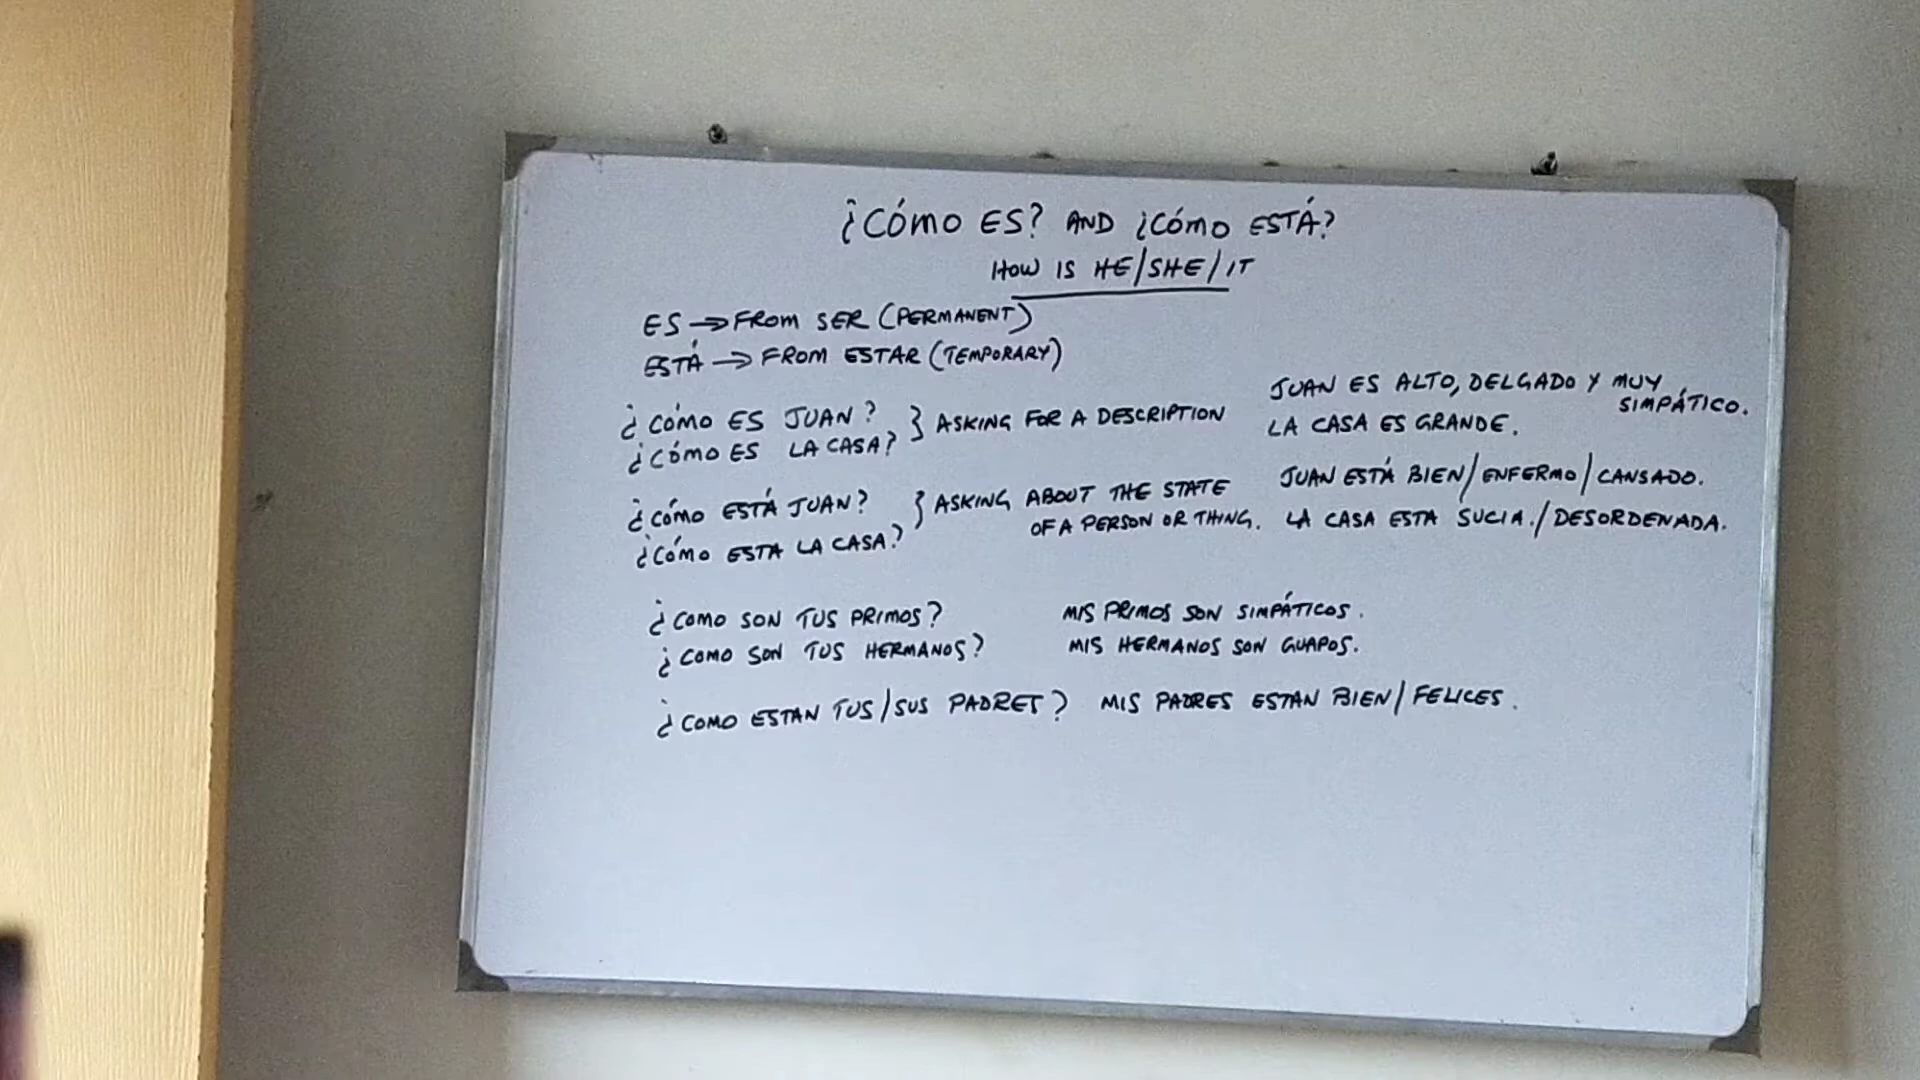 ¿CÓMO ES? AND ¿CÓMO ESTÁ?
HOW IS HE/SHE/IT
ES → FROM SER (PERMANENT)
ESTÁ → FROM ESTAR (TEMPORARY)
¿CÓMO ES JUAN? } ASKING FOR A DESCRIPTION
¿CÓMO ES LA CASA?
JUAN ES ALTO, DELGADO Y MUY
SIMPÁTICO.
LA CASA ES GRANDE.
¿CÓMO ESTÁ JUAN? } ASKING ABOUT THE STATE
OF A PERSON OR THING.
¿CÓMO ESTA LA CASA?
JUAN ESTÁ BIEN/ENFERMO/CANSADO.
LA CASA ESTA SUCIA./DESORDENADA.
¿COMO SON TUS PRIMOS? MIS PRIMOS SON SIMPÁTICOS.
¿COMO SON TUS HERMANOS? MIS HERMANOS SON GUAPOS.
¿COMO ESTAN TUS/SUS PADRES? MIS PADRES ESTAN BIEN/FELICES.